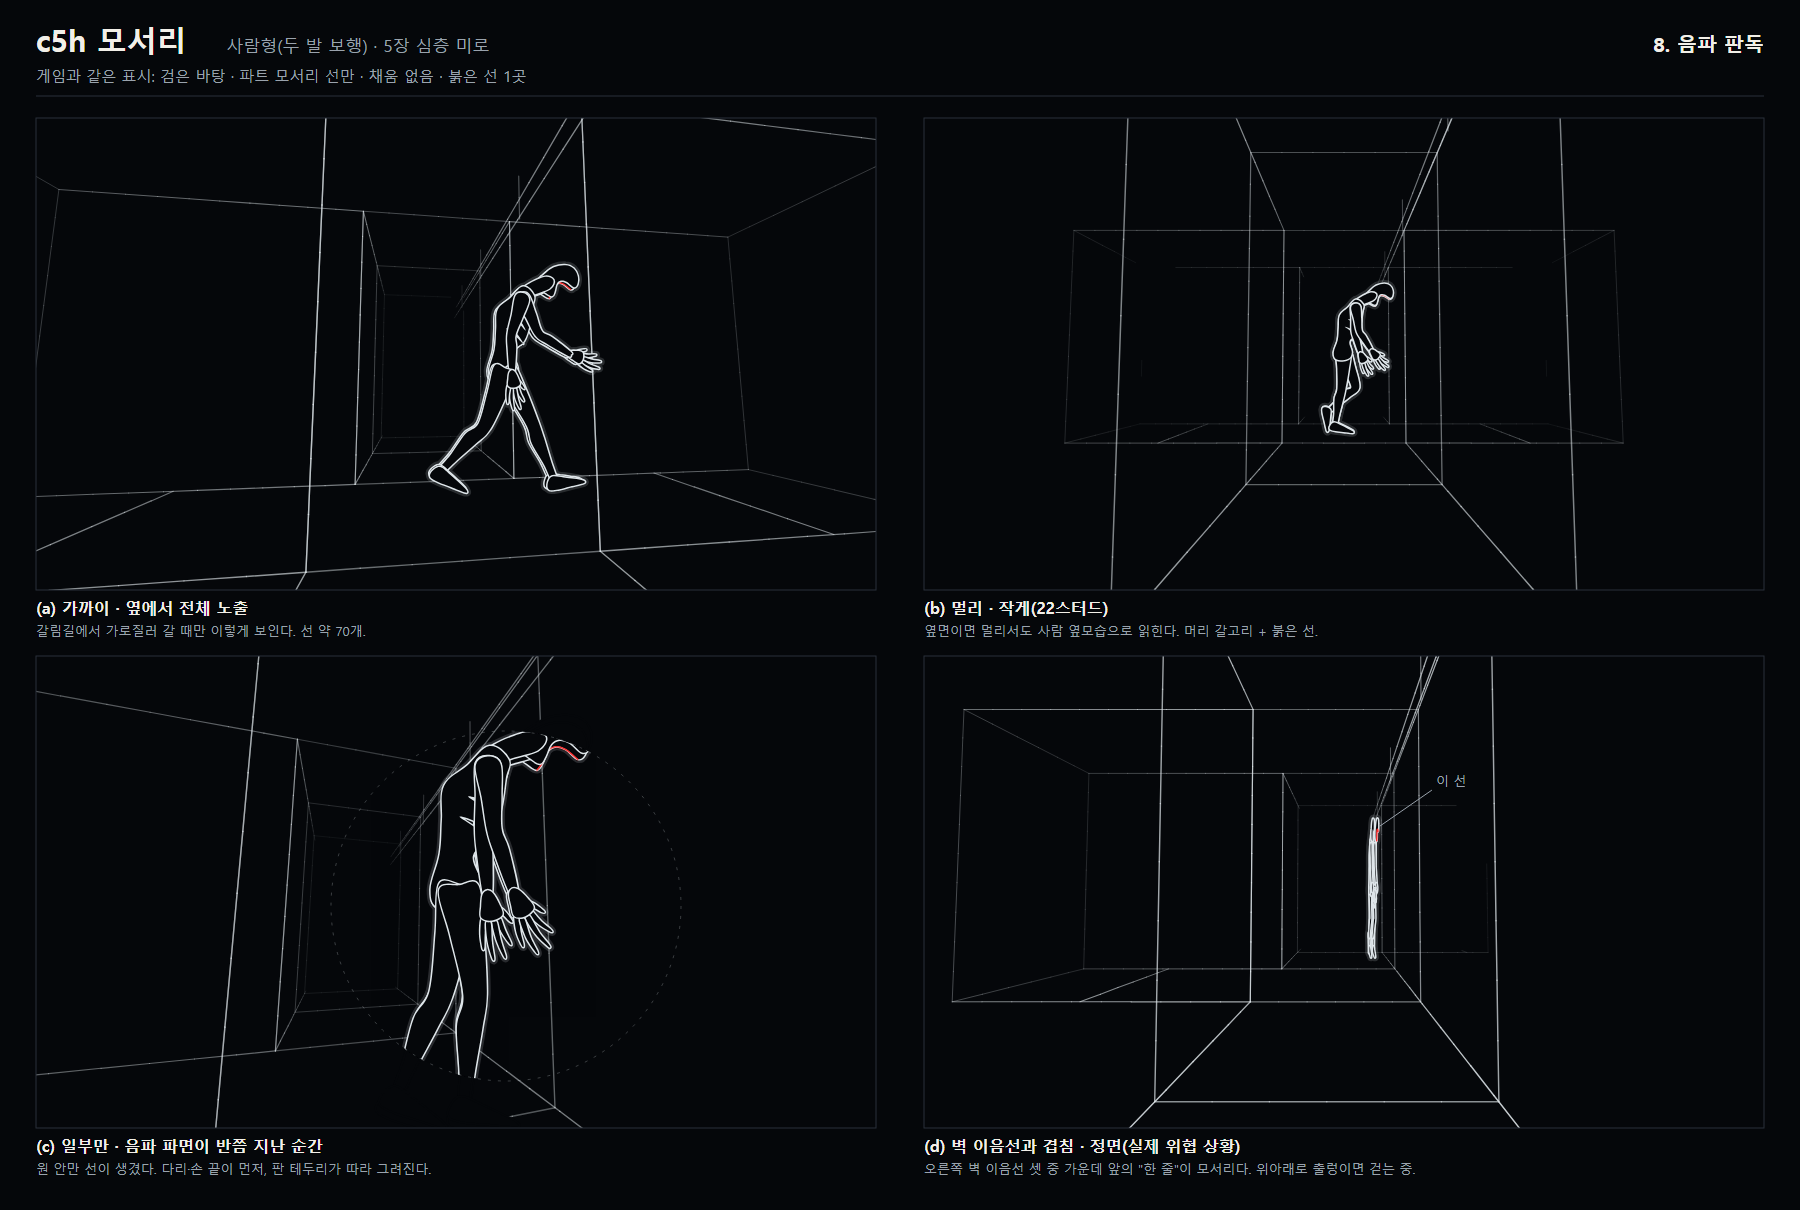 c5h 모서리 사람형(두 발 보행) · 5장 심층 미로
8. 음파 판독
게임과 같은 표시: 검은 바탕 · 파트 모서리 선만 · 채움 없음 · 붉은 선 1곳
(a) 가까이 · 옆에서 전체 노출
갈림길에서 가로질러 갈 때만 이렇게 보인다. 선 약 70개.
(b) 멀리 · 작게(22스터드)
옆면이면 멀리서도 사람 옆모습으로 읽힌다. 머리 갈고리 + 붉은 선.
이 선
(c) 일부만 · 음파 파면이 반쯤 지난 순간
원 안만 선이 생겼다. 다리·손 끝이 먼저, 판 테두리가 따라 그려진다.
(d) 벽 이음선과 겹침 · 정면(실제 위협 상황)
오른쪽 벽 이음선 셋 중 가운데 앞의 "한 줄"이 모서리다. 위아래로 출렁이면 걷는 중.